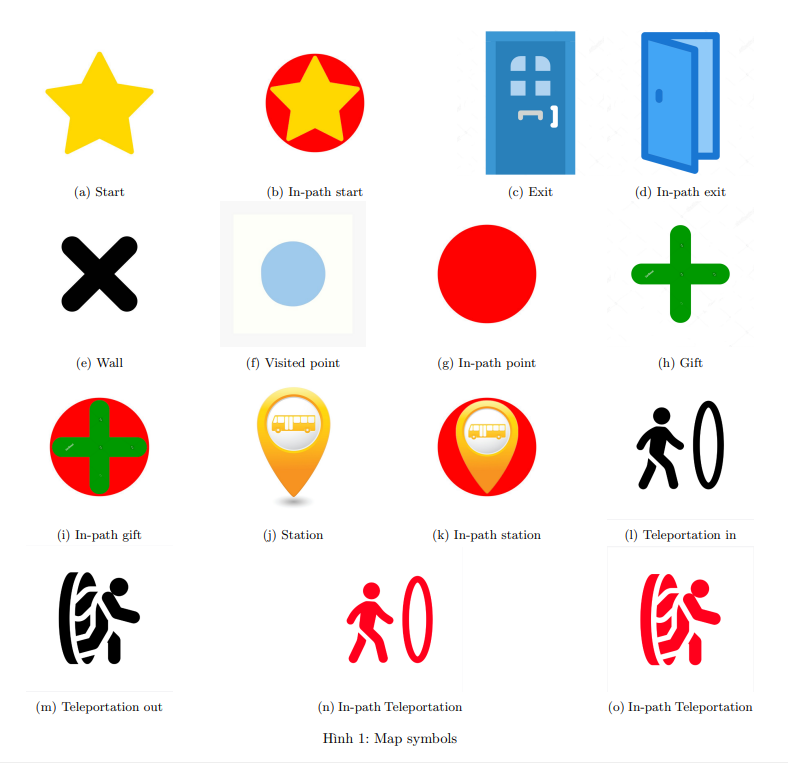 (a) Start
(b) In-path start
(c) Exit
(d) In-path exit
(e) Wall
(f) Visited point
(g) In-path point
(h) Gift
(i) In-path gift
(j) Station
(k) In-path station
(l) Teleportation in
(m) Teleportation out
(n) In-path Teleportation
(o) In-path Teleportation
Hình 1: Map symbols